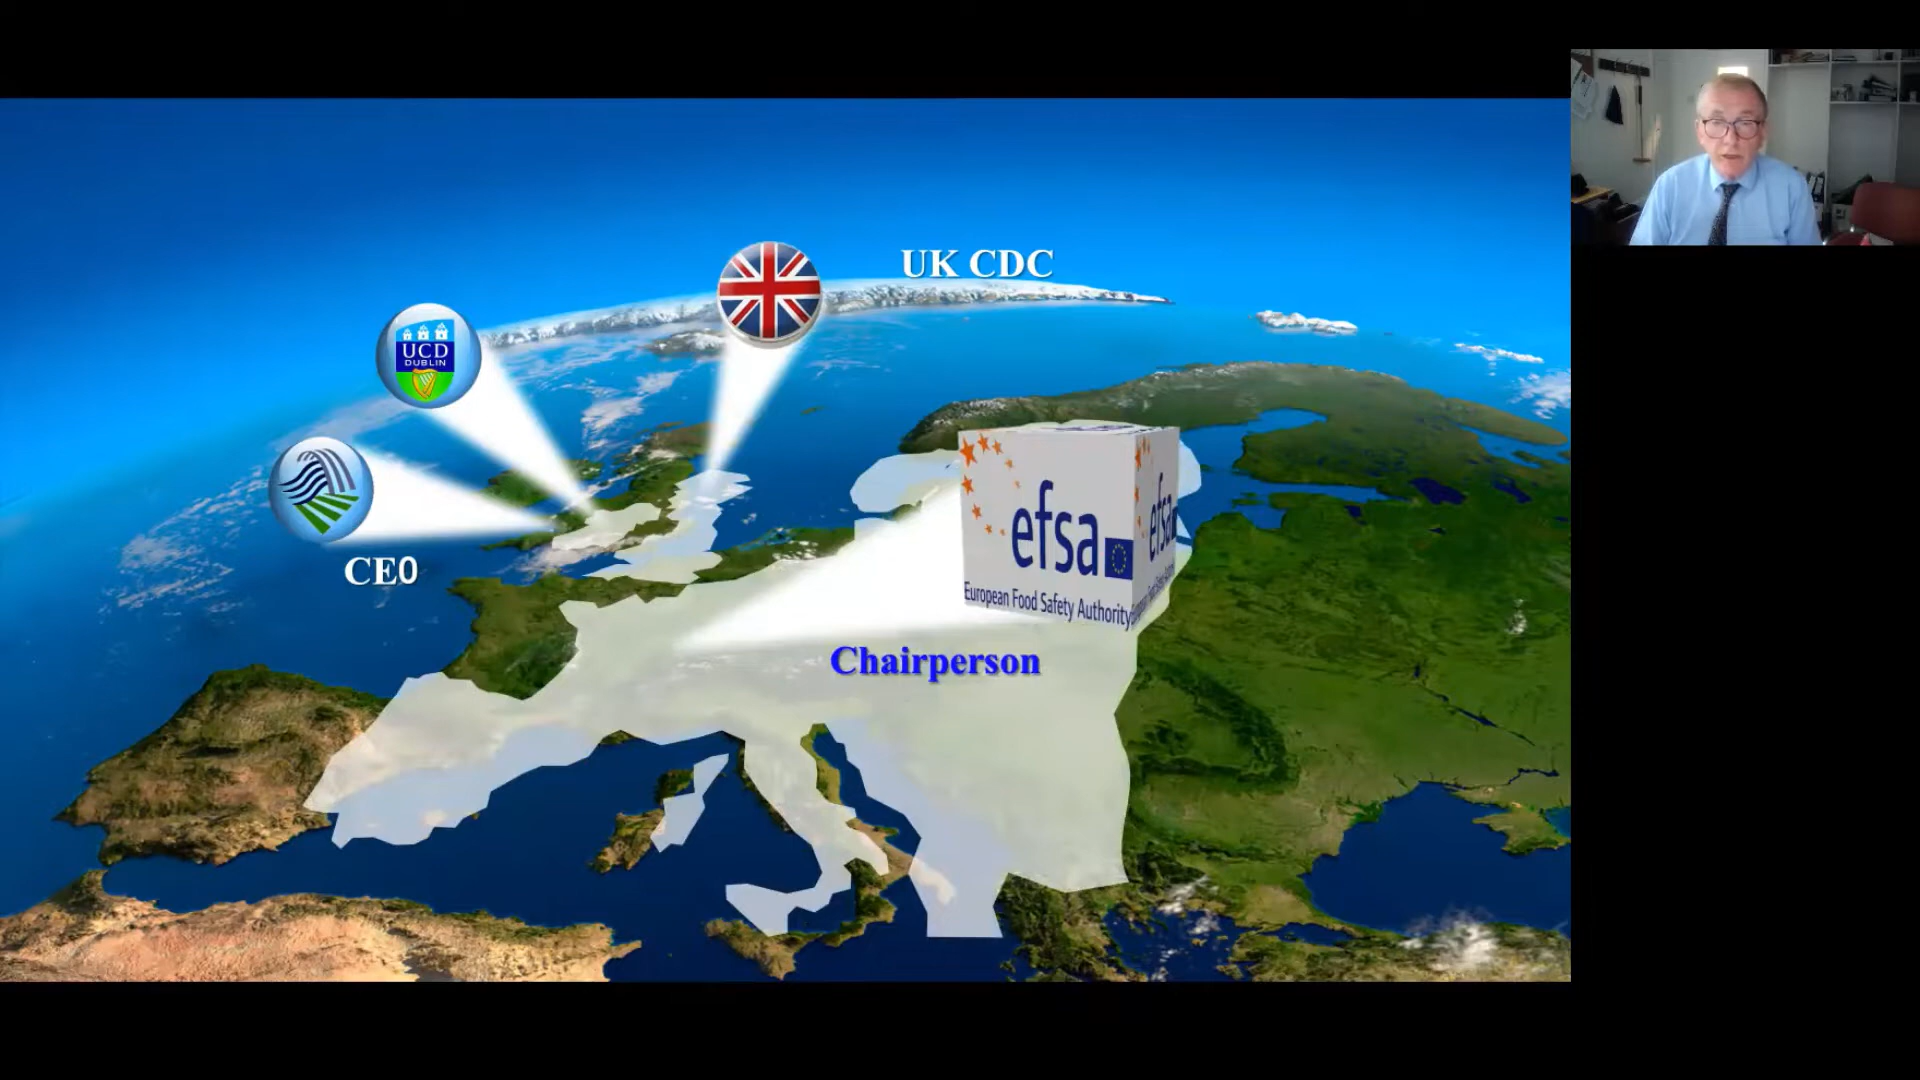 UK CDC
UCD
DUBLIN
CE0
efsa
European Food Safety Authority
efsa
Chairperson